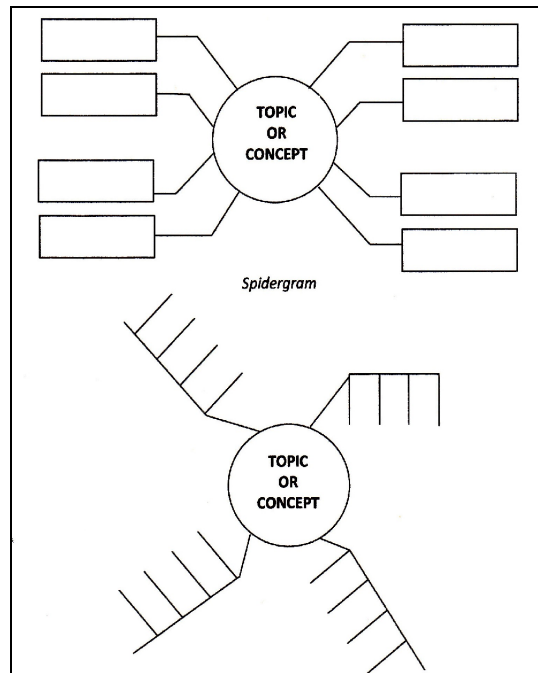 TOPIC
OR
CONCEPT
Spidergram
TOPIC
OR
CONCEPT